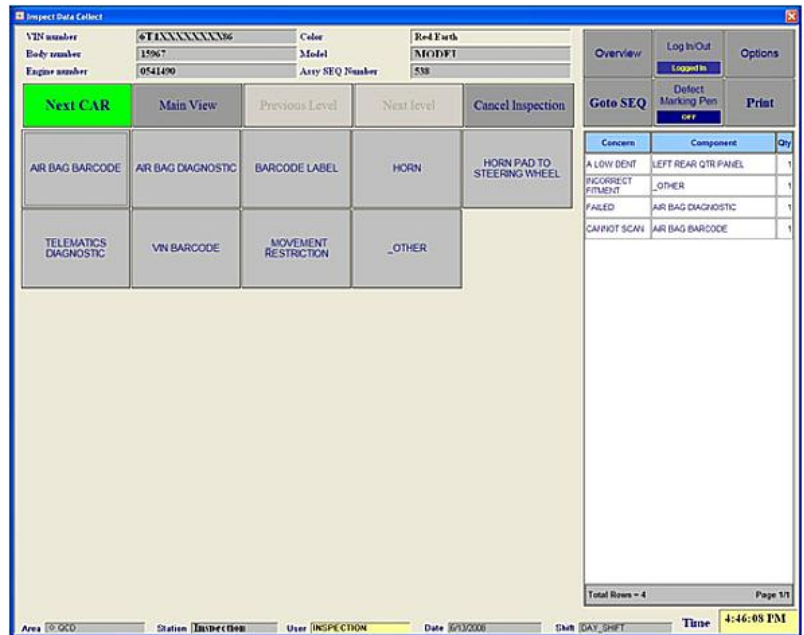 Inspect Data Collect
VIN number 6T1XXXXXXXX86 Color Red Earth
Body number 15967 Model MODEL
Engine number 0541490 Assy SEQ Number 538
Overview Log In/Out Options
Logged In
Next CAR Main View Previous Level Next level Cancel Inspection
Goto SEQ Defect Marking Pen Print
OFF
AIR BAG BARCODE AIR BAG DIAGNOSTIC BARCODE LABEL HORN HORN PAD TO
STEERING WHEEL
TELEMATICS
DIAGNOSTIC VIN BARCODE MOVEMENT
RESTRICTION _OTHER
Concern Component Qty
A LOW DENT LEFT REAR QTR PANEL 1
INCORRECT
FITMENT _OTHER 1
FAILED AIR BAG DIAGNOSTIC 1
CANNOT SCAN AIR BAG BARCODE 1
Total Rows = 4 Page 1/1
Area QCD Station Inspection User INSPECTION Date 6/13/2008 Shift DAY_SHIFT Time 4:46:08 PM